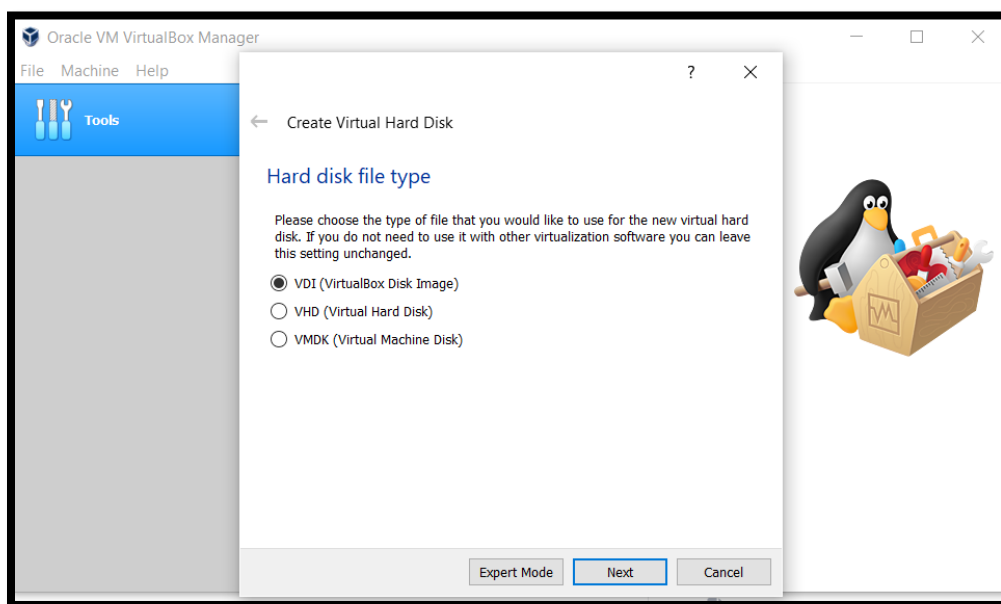 Oracle VM VirtualBox Manager
File Machine Help
?
Tools
Create Virtual Hard Disk
Hard disk file type
Please choose the type of file that you would like to use for the new virtual hard
disk. If you do not need to use it with other virtualization software you can leave
this setting unchanged.
VDI (VirtualBox Disk Image)
VHD (Virtual Hard Disk)
VMDK (Virtual Machine Disk)
Expert Mode Next Cancel